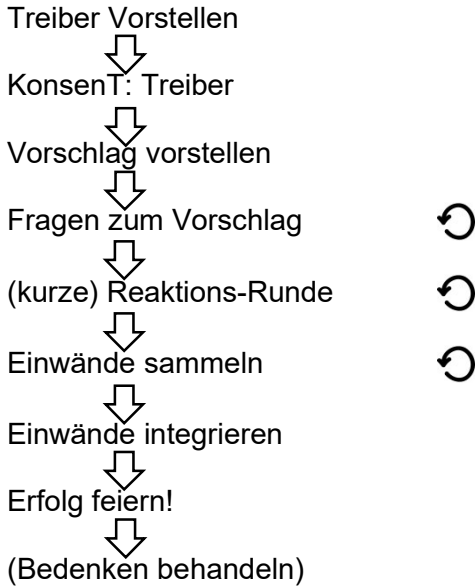 Treiber Vorstellen
KonsenT: Treiber
Vorschlag vorstellen
Fragen zum Vorschlag
(kurze) Reaktions-Runde
Einwände sammeln
Einwände integrieren
Erfolg feiern!
(Bedenken behandeln)